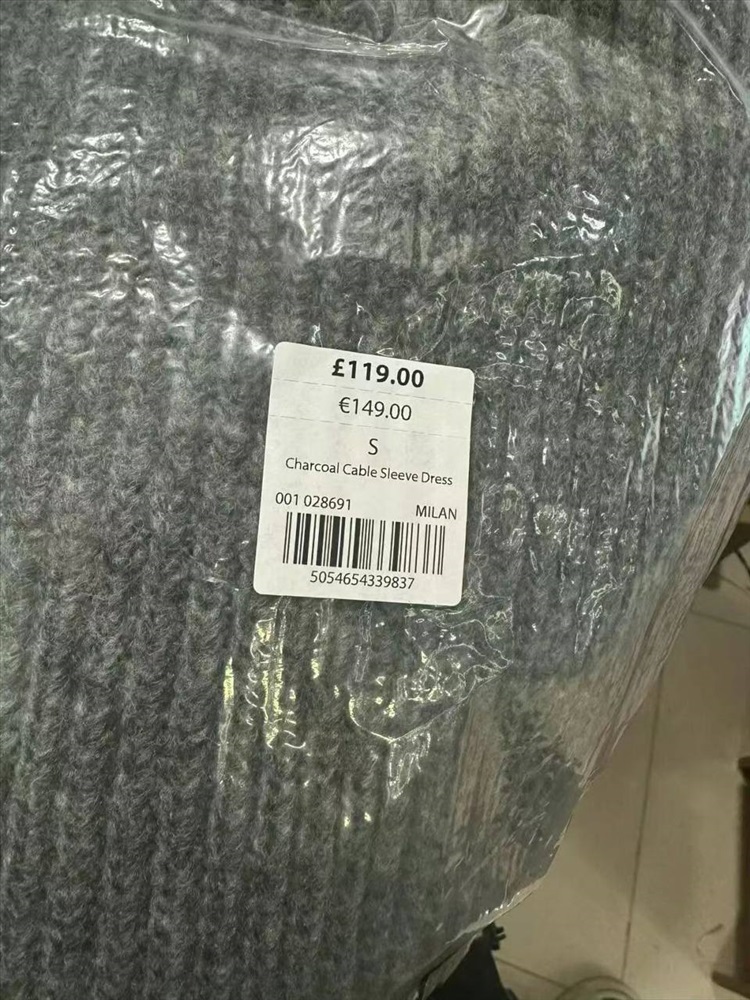 £119.00
€149.00
S
Charcoal Cable Sleeve Dress
001 028691 MILAN
5054654339837